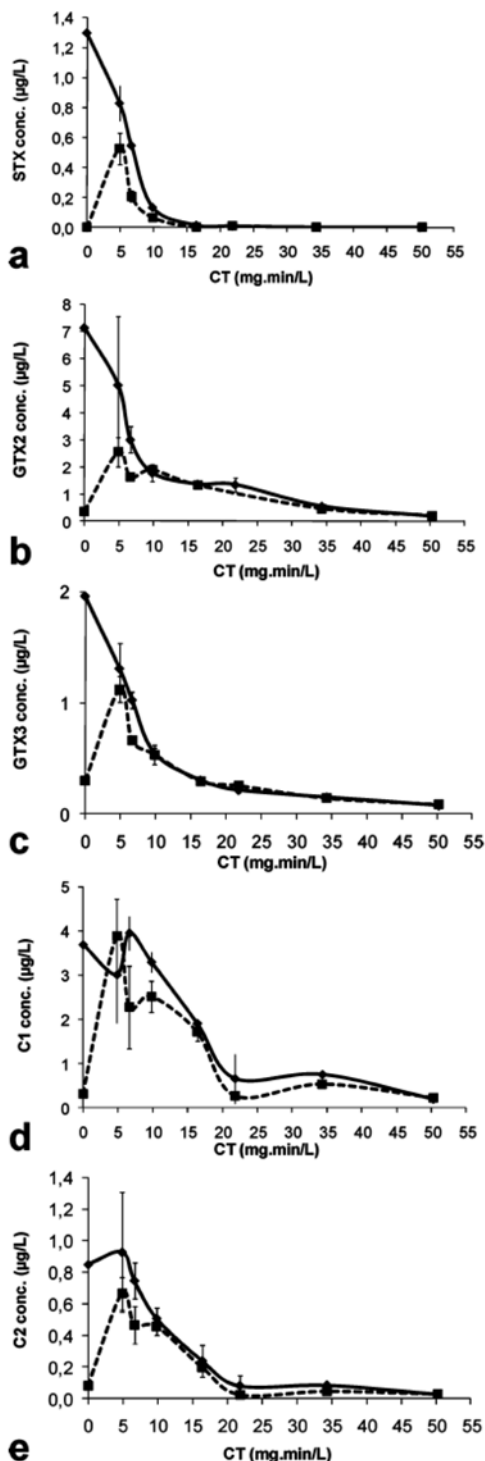 STX conc. (µg/L)
1,4
1,2
1,0
0,8
0,6
0,4
0,2
0,0
0 5 10 15 20 25 30 35 40 45 50 55
CT (mg.min/L)
a
GTX2 conc. (µg/L)
8
7
6
5
4
3
2
1
0
0 5 10 15 20 25 30 35 40 45 50 55
CT (mg.min/L)
b
GTX3 conc. (µg/L)
2
1
0
0 5 10 15 20 25 30 35 40 45 50 55
CT (mg.min/L)
c
C1 conc. (µg/L)
5
4
3
2
1
0
0 5 10 15 20 25 30 35 40 45 50 55
CT (mg.min/L)
d
C2 conc. (µg/L)
1,4
1,2
1,0
0,8
0,6
0,4
0,2
0,0
0 5 10 15 20 25 30 35 40 45 50 55
CT (mg.min/L)
e